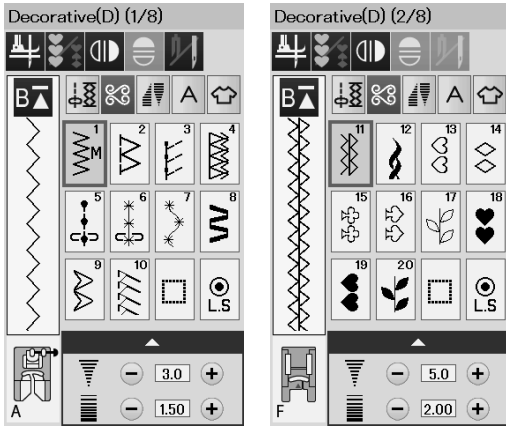 Decorative(D) (1/8)
B
A
1
M
2
3
4
5
6
7
8
9
10
L.S
A
3.0
1.50
Decorative(D) (2/8)
B
A
11
12
13
14
15
16
17
18
19
20
L.S
F
5.0
2.00